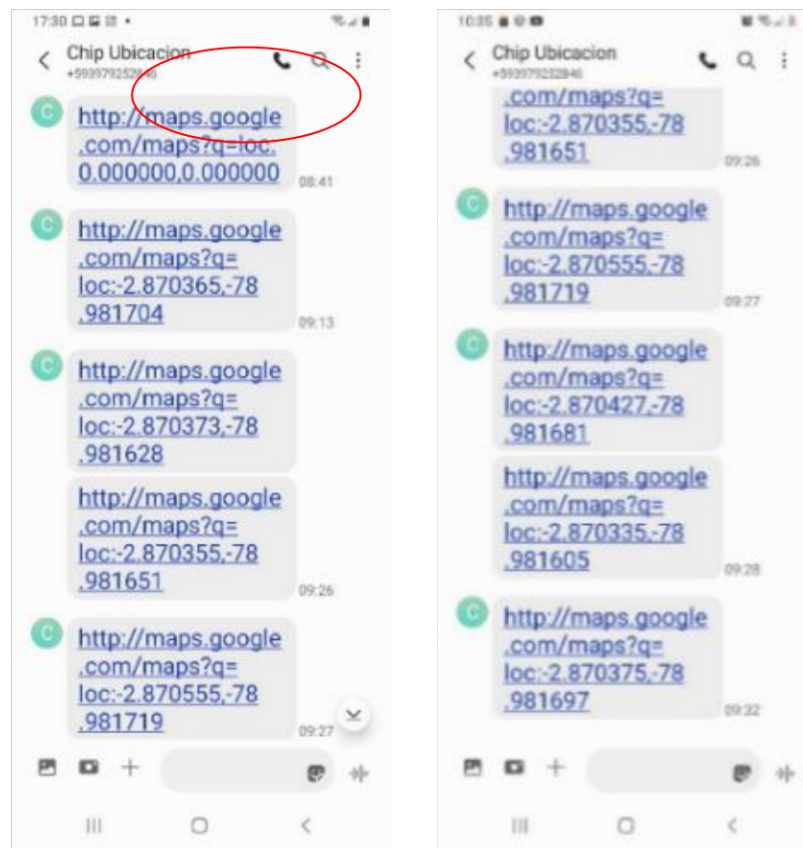 17:30
Chip Ubicacion
+593979252846
C
http://maps.google
.com/maps?q=loc:
0.000000,0.000000
08:41
C
http://maps.google
.com/maps?q=
loc:-2.870365,-78
.981704
09:13
C
http://maps.google
.com/maps?q=
loc:-2.870373,-78
.981628
http://maps.google
.com/maps?q=
loc:-2.870355,-78
.981651
09:26
C
http://maps.google
.com/maps?q=
loc:-2.870555,-78
.981719
09:27
10:35
Chip Ubicacion
+593979252846
.com/maps?q=
loc:-2.870355,-78
.981651
09:26
C
http://maps.google
.com/maps?q=
loc:-2.870555,-78
.981719
09:27
C
http://maps.google
.com/maps?q=
loc:-2.870427,-78
.981681
http://maps.google
.com/maps?q=
loc:-2.870335,-78
.981605
09:28
C
http://maps.google
.com/maps?q=
loc:-2.870375,-78
.981697
09:32